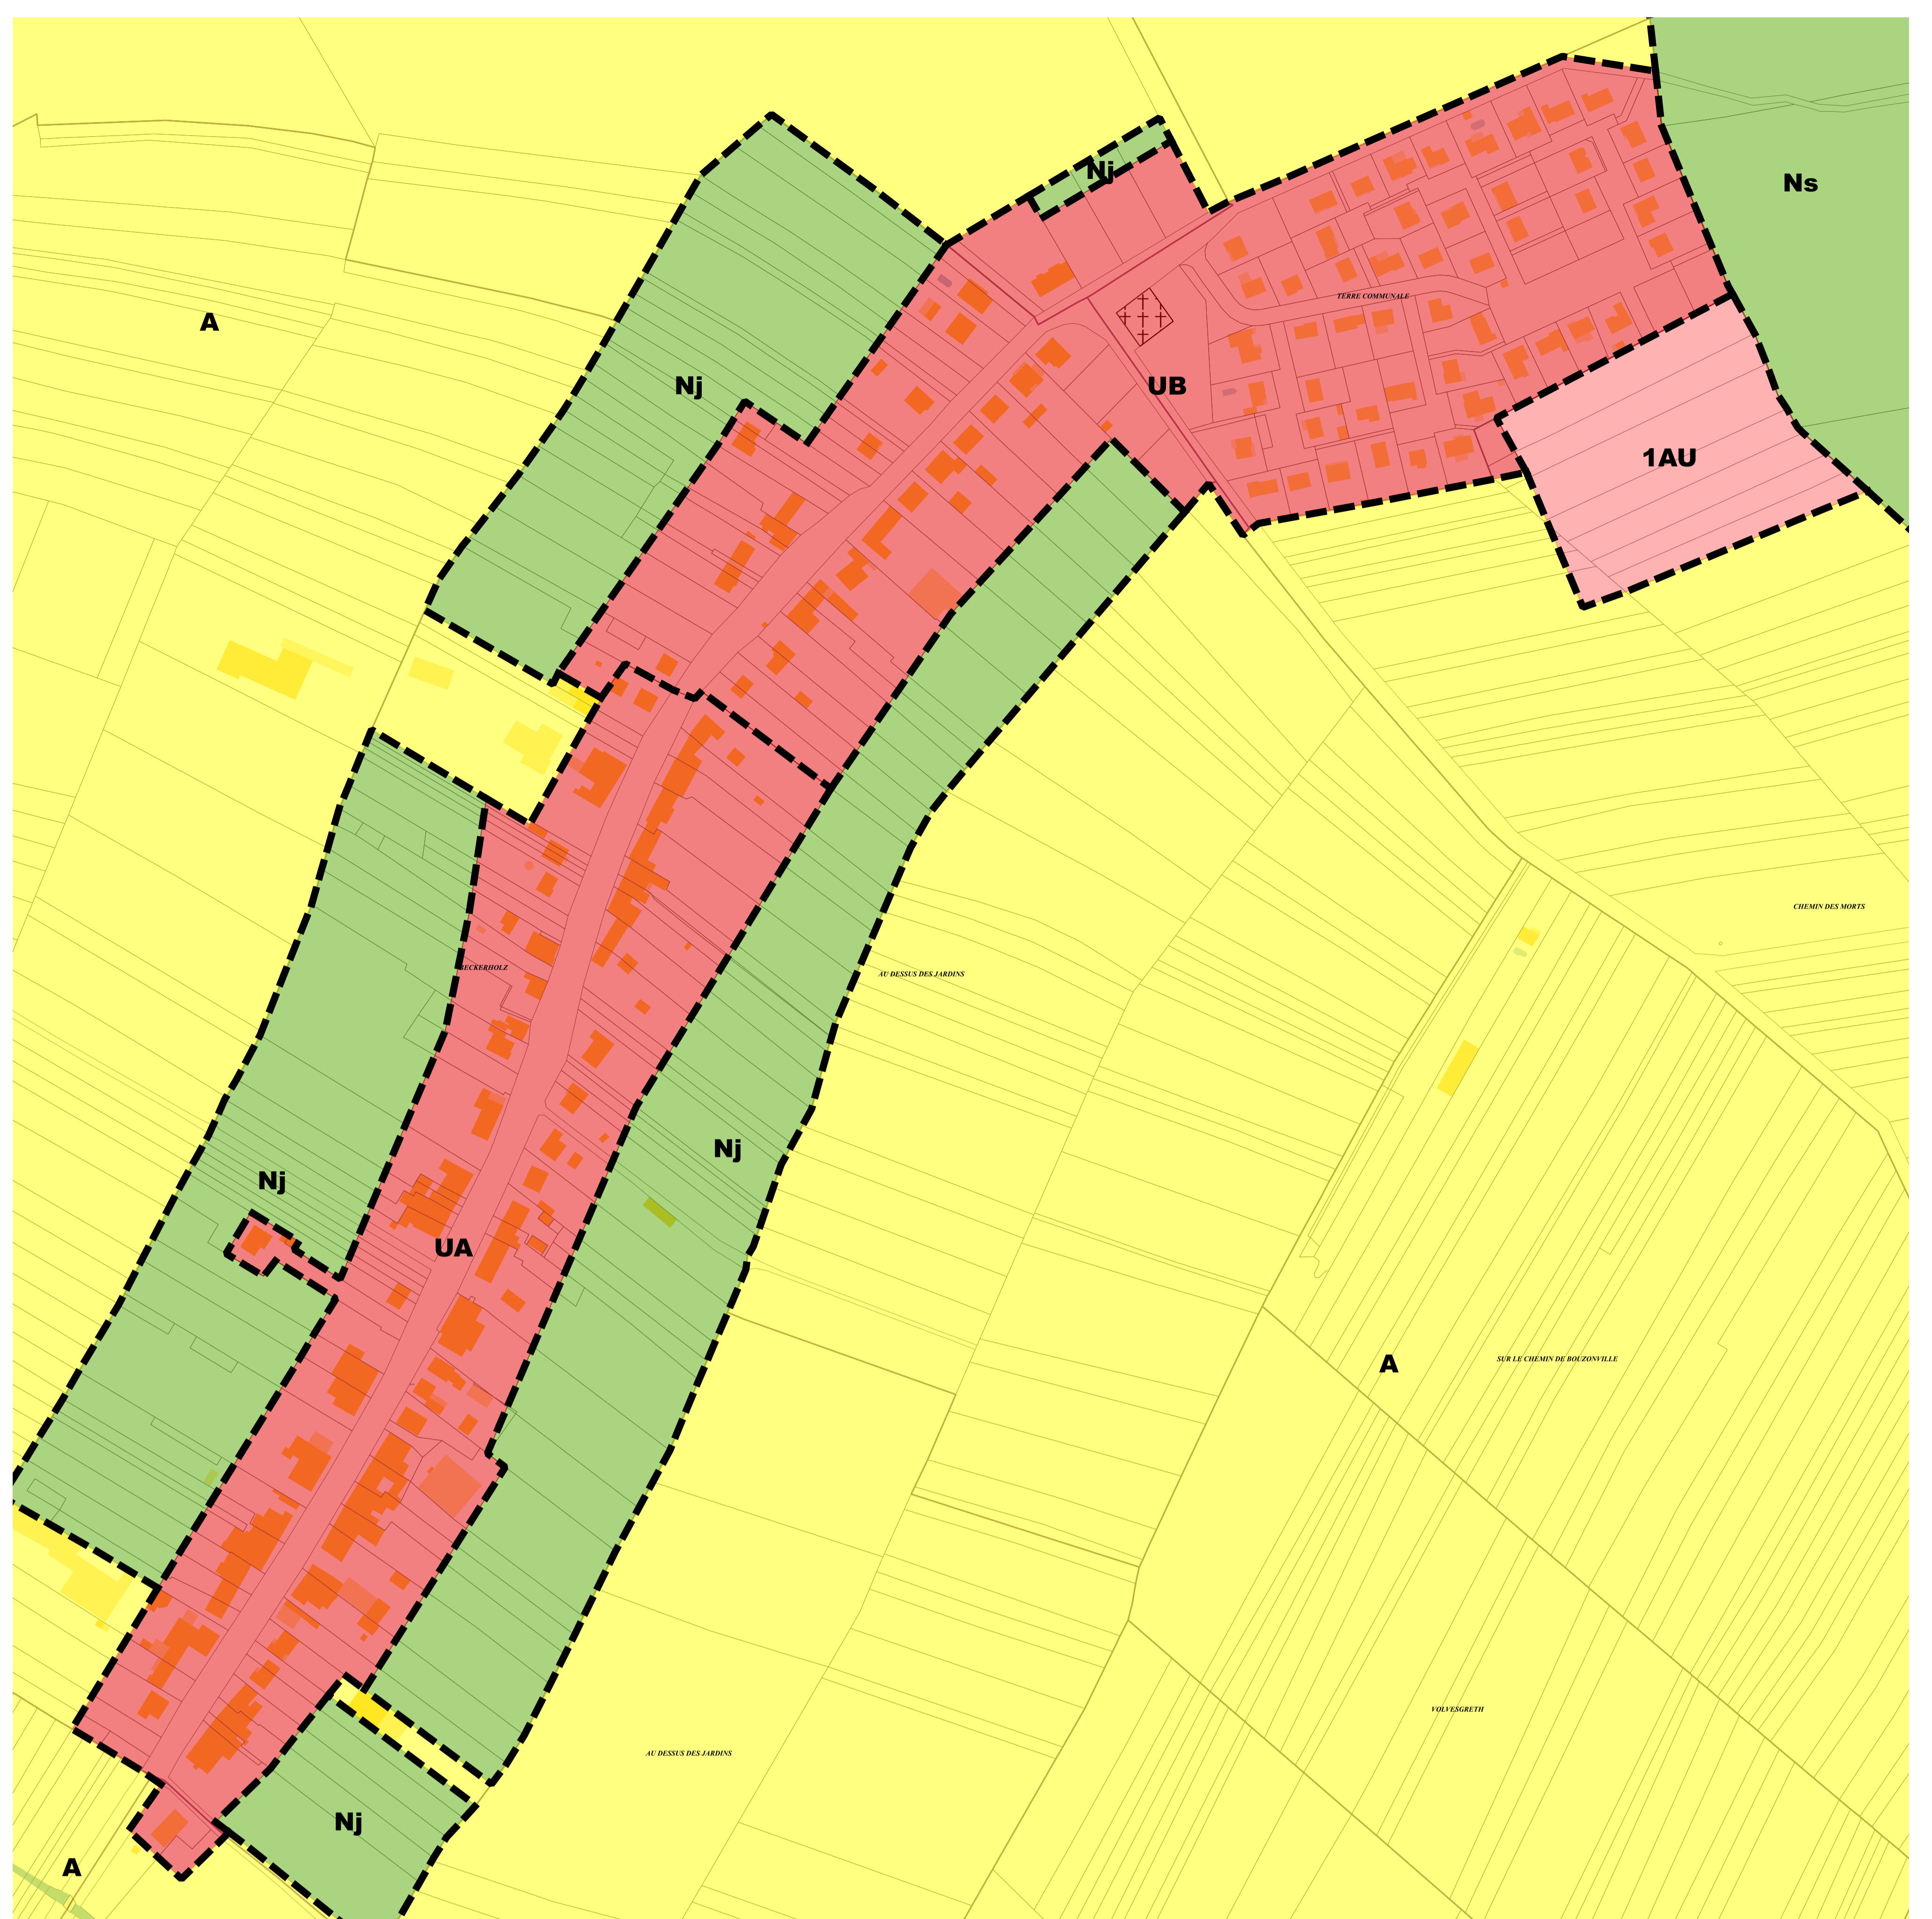 Nj
Ns
A
TERRE COMMUNALE
Nj
UB
1AU
CHEMIN DES MORTS
ECKERHOLZ
AU DESSUS DES JARDINS
Nj
Nj
UA
A
SUR LE CHEMIN DE BOUZONVILLE
VOLVESGRETH
AU DESSUS DES JARDINS
Nj
A